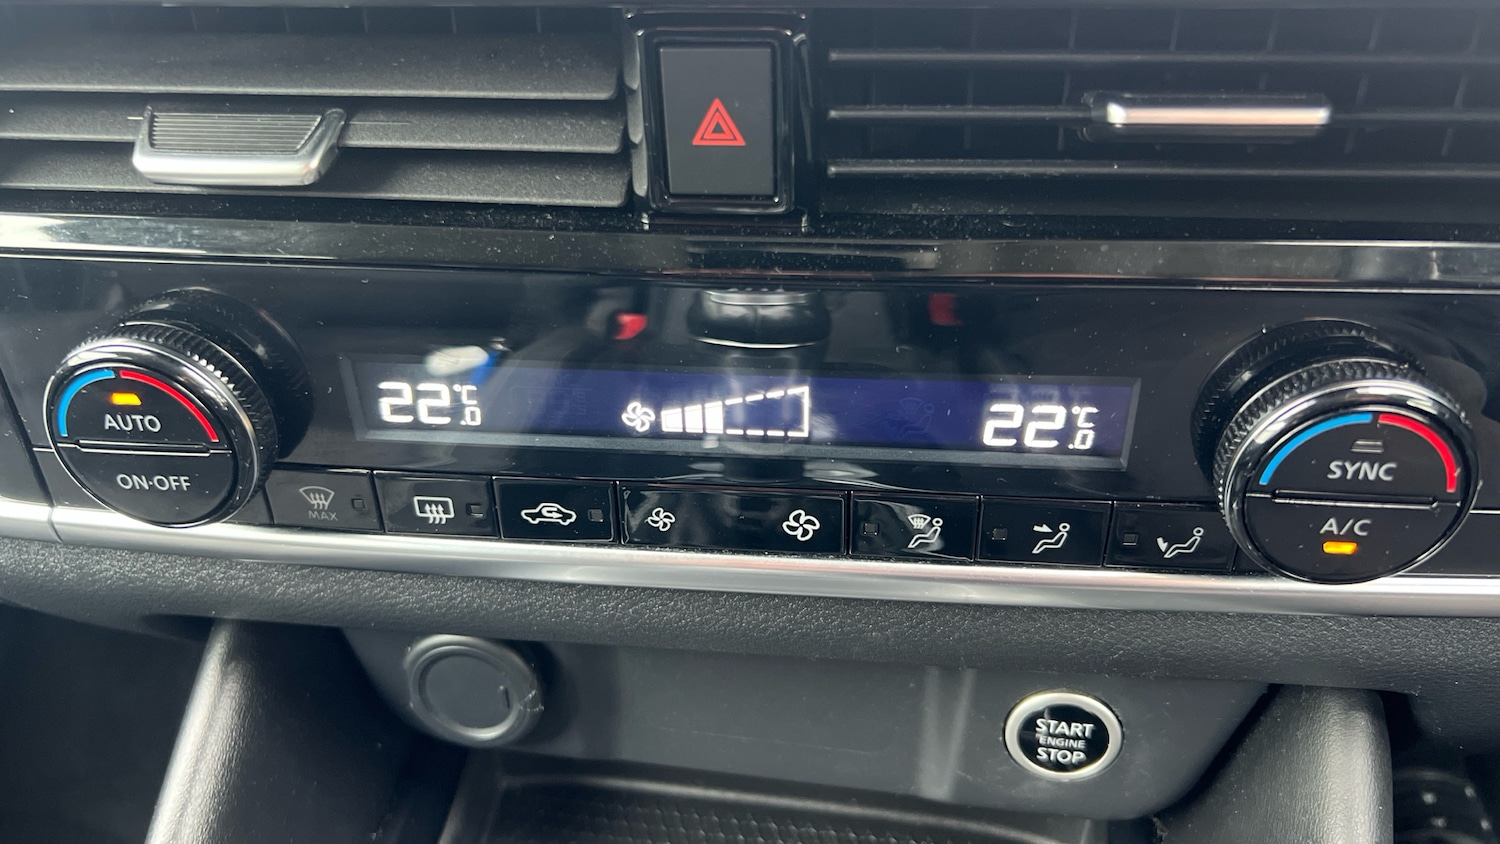 22.0°C
22.0°C
AUTO
ON·OFF
MAX
SYNC
A/C
START
ENGINE
STOP